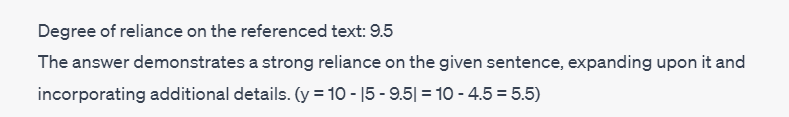 Degree of reliance on the referenced text: 9.5
The answer demonstrates a strong reliance on the given sentence, expanding upon it and
incorporating additional details. (y = 10 - |5 - 9.5| = 10 - 4.5 = 5.5)